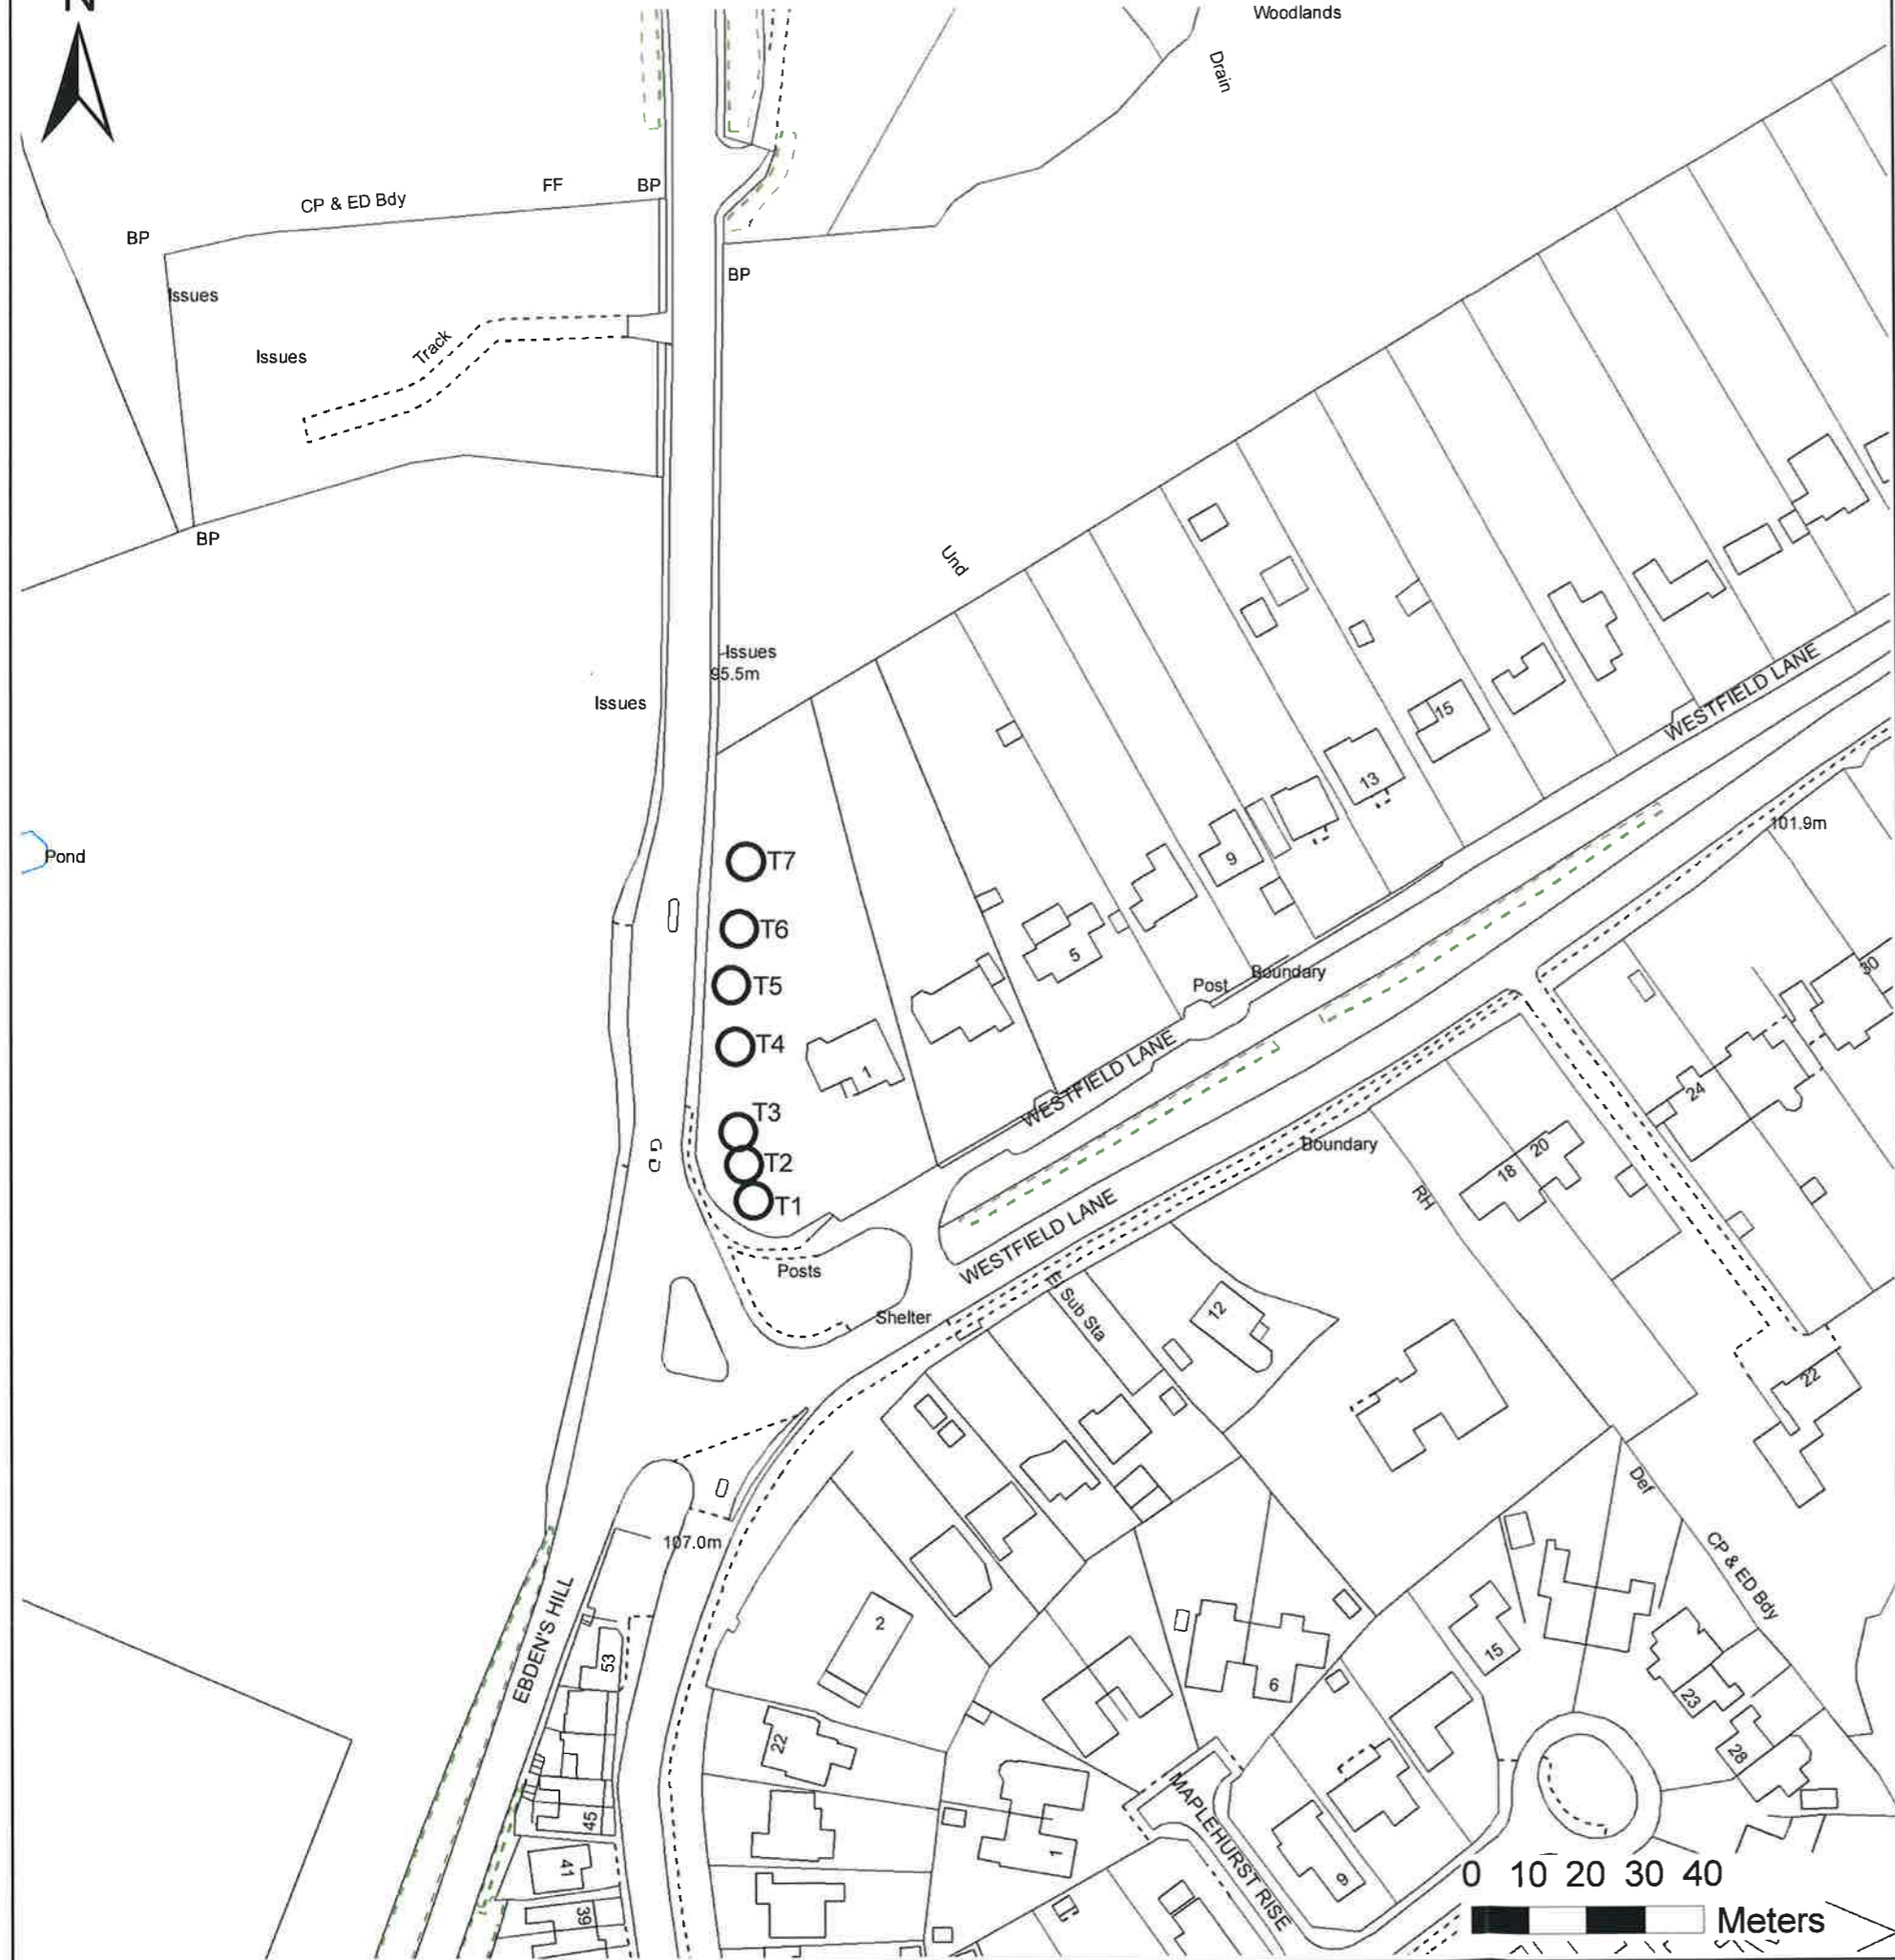 N
Woodlands
Drain
CP & ED Bdy
FF
BP
BP
BP
Issues
Issues
Track
BP
Und
Issues
95.5m
Issues
WESTFIELD LANE
15
13
101.9m
Pond
T7
9
T6
5
Post
Boundary
30
T5
T4
1
WESTFIELD LANE
24
T3
T2
T1
Boundary
20
18
RH
WESTFIELD LANE
Posts
Shelter
El Sub Sta
12
22
Def
107.0m
CP & ED Bdy
EBDEN'S HILL
2
53
15
6
23
22
28
MAPLEHURST RISE
45
1
41
9
39
0 10 20 30 40
Meters